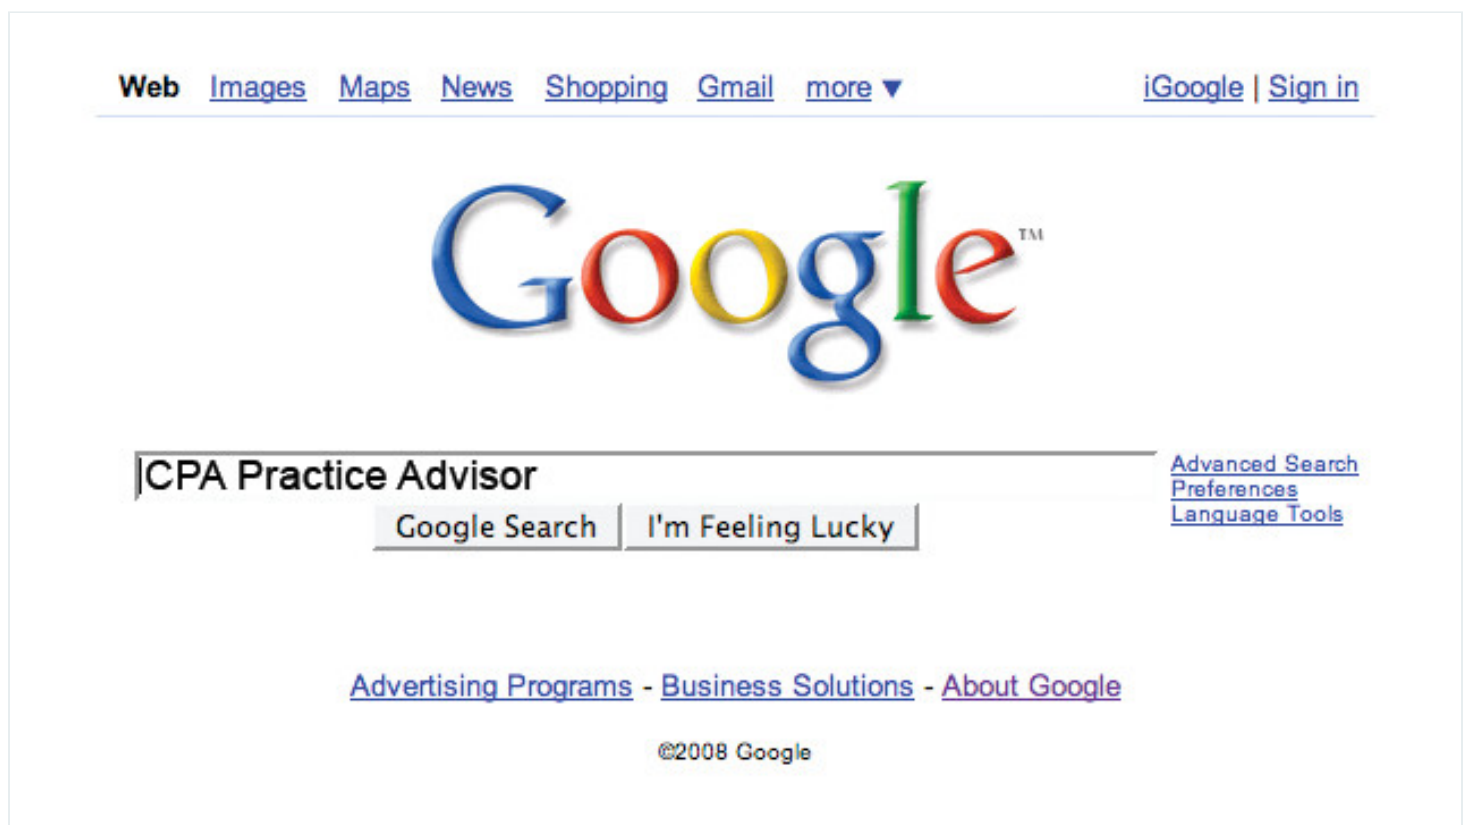 Web Images Maps News Shopping Gmail more ▼ iGoogle | Sign in
Google™
CPA Practice Advisor
Advanced Search
Preferences
Language Tools
Google Search I'm Feeling Lucky
Advertising Programs - Business Solutions - About Google
©2008 Google